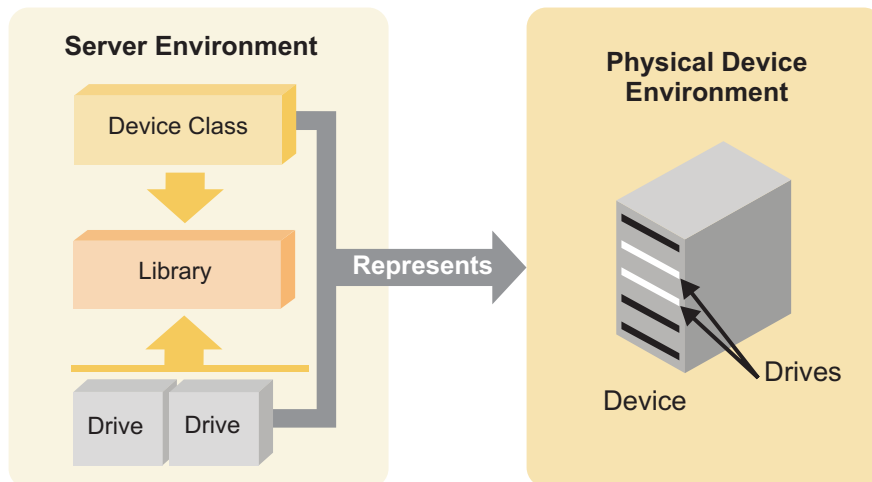 Server Environment
Device Class
Library
Drive
Drive
Represents
Physical Device
Environment
Drives
Device